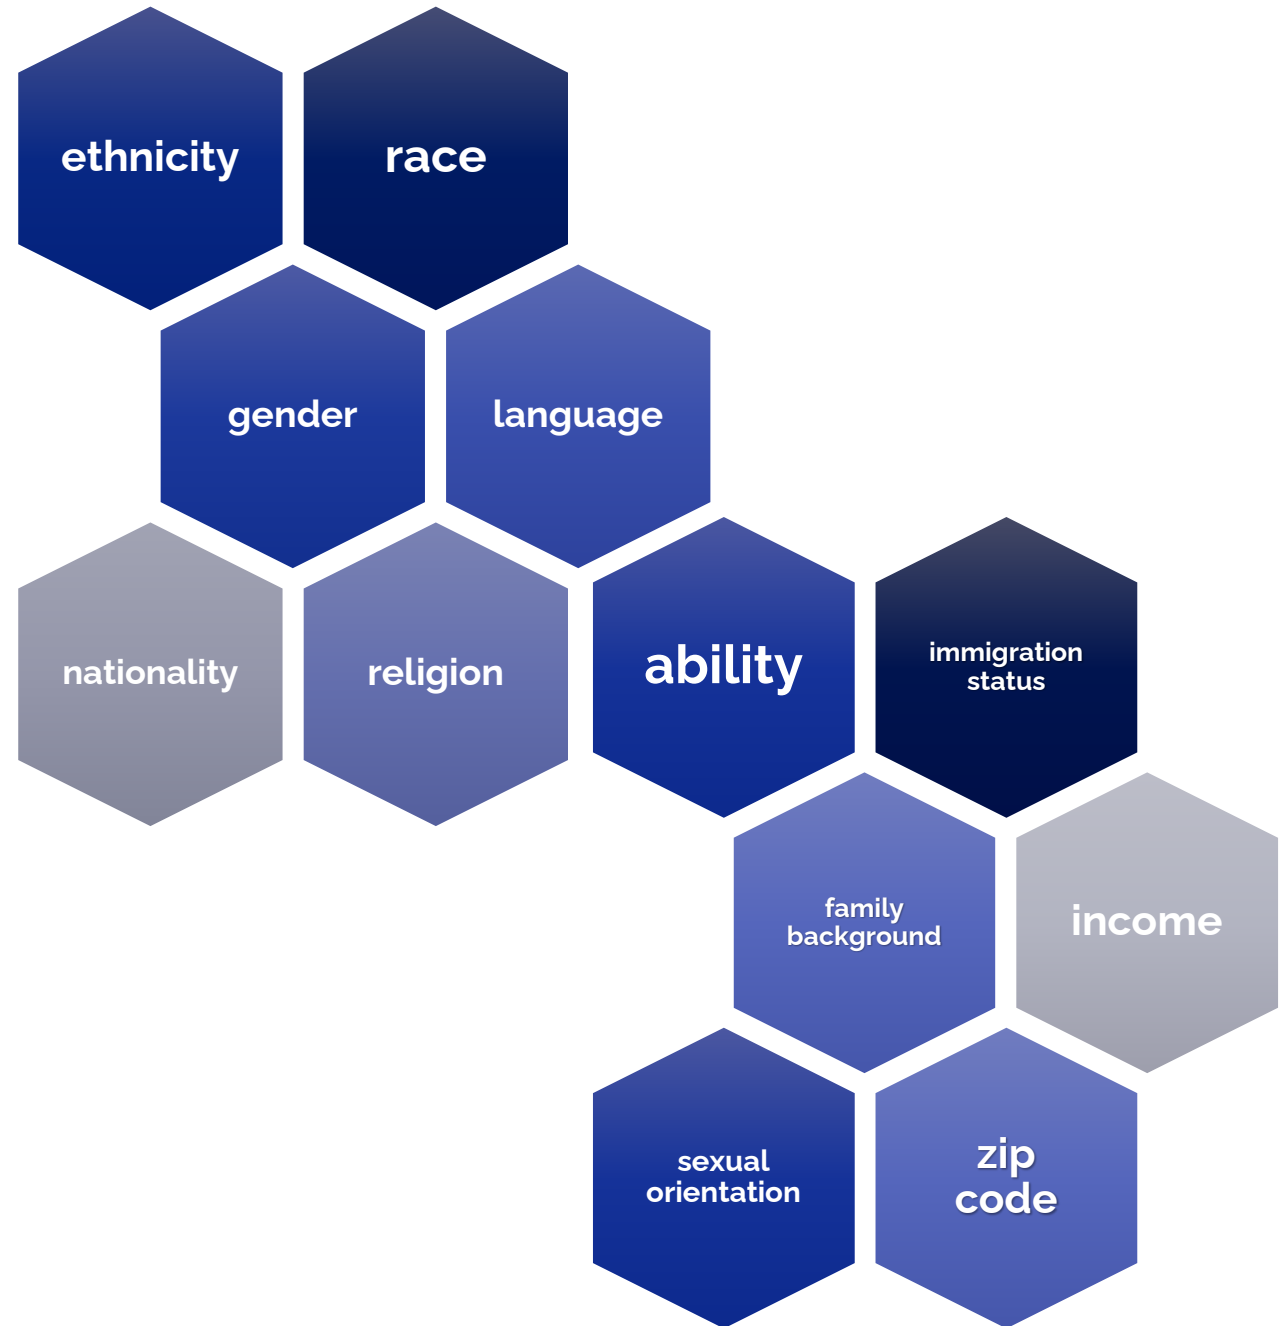 ethnicity
race
gender
language
nationality
religion
ability
immigration
status
family
background
income
sexual
orientation
zip
code